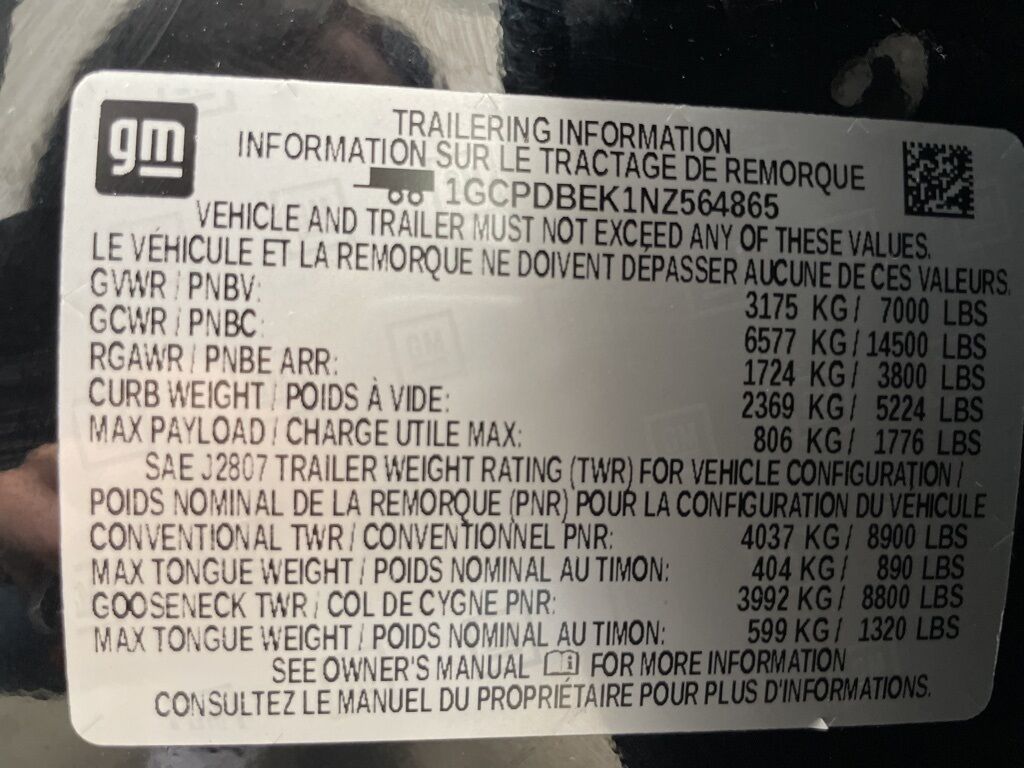 gm
TRAILERING INFORMATION
INFORMATION SUR LE TRACTAGE DE REMORQUE
1GCPDBEK1NZ564865
VEHICLE AND TRAILER MUST NOT EXCEED ANY OF THESE VALUES.
LE VÉHICULE ET LA REMORQUE NE DOIVENT DÉPASSER AUCUNE DE CES VALEURS.
GVWR / PNBV: 3175 KG / 7000 LBS
GCWR / PNBC: 6577 KG / 14500 LBS
RGAWR / PNBE ARR: 1724 KG / 3800 LBS
CURB WEIGHT / POIDS À VIDE: 2369 KG / 5224 LBS
MAX PAYLOAD / CHARGE UTILE MAX: 806 KG / 1776 LBS
SAE J2807 TRAILER WEIGHT RATING (TWR) FOR VEHICLE CONFIGURATION /
POIDS NOMINAL DE LA REMORQUE (PNR) POUR LA CONFIGURATION DU VÉHICULE
CONVENTIONAL TWR / CONVENTIONNEL PNR: 4037 KG / 8900 LBS
MAX TONGUE WEIGHT / POIDS NOMINAL AU TIMON: 404 KG / 890 LBS
GOOSENECK TWR / COL DE CYGNE PNR: 3992 KG / 8800 LBS
MAX TONGUE WEIGHT / POIDS NOMINAL AU TIMON: 599 KG / 1320 LBS
SEE OWNER'S MANUAL FOR MORE INFORMATION
CONSULTEZ LE MANUEL DU PROPRIÉTAIRE POUR PLUS D'INFORMATIONS.